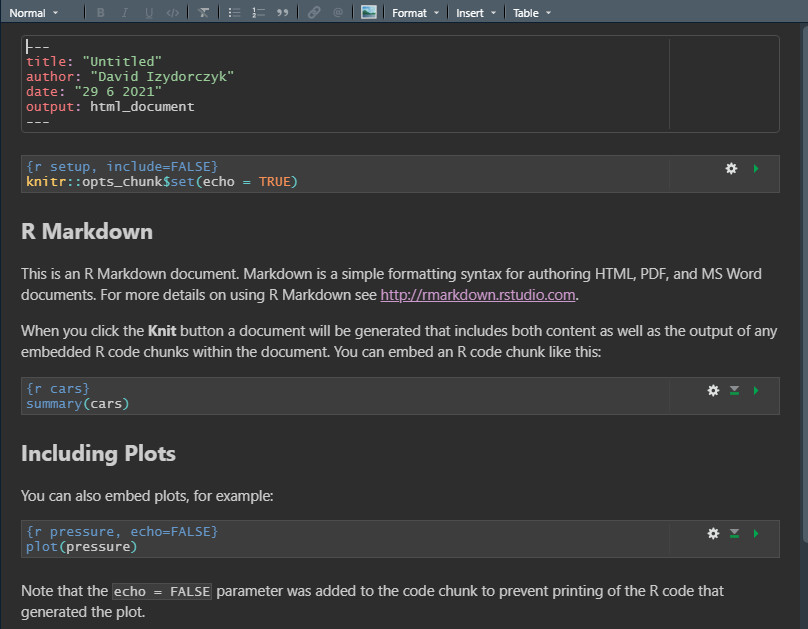 Normal B I U </> Format Insert Table
---
title: "Untitled"
author: "David Izydorczyk"
date: "29 6 2021"
output: html_document
---
{r setup, include=FALSE}
knitr::opts_chunk$set(echo = TRUE)
R Markdown
This is an R Markdown document. Markdown is a simple formatting syntax for authoring HTML, PDF, and MS Word
documents. For more details on using R Markdown see http://rmarkdown.rstudio.com.
When you click the Knit button a document will be generated that includes both content as well as the output of any
embedded R code chunks within the document. You can embed an R code chunk like this:
{r cars}
summary(cars)
Including Plots
You can also embed plots, for example:
{r pressure, echo=FALSE}
plot(pressure)
Note that the echo = FALSE parameter was added to the code chunk to prevent printing of the R code that
generated the plot.